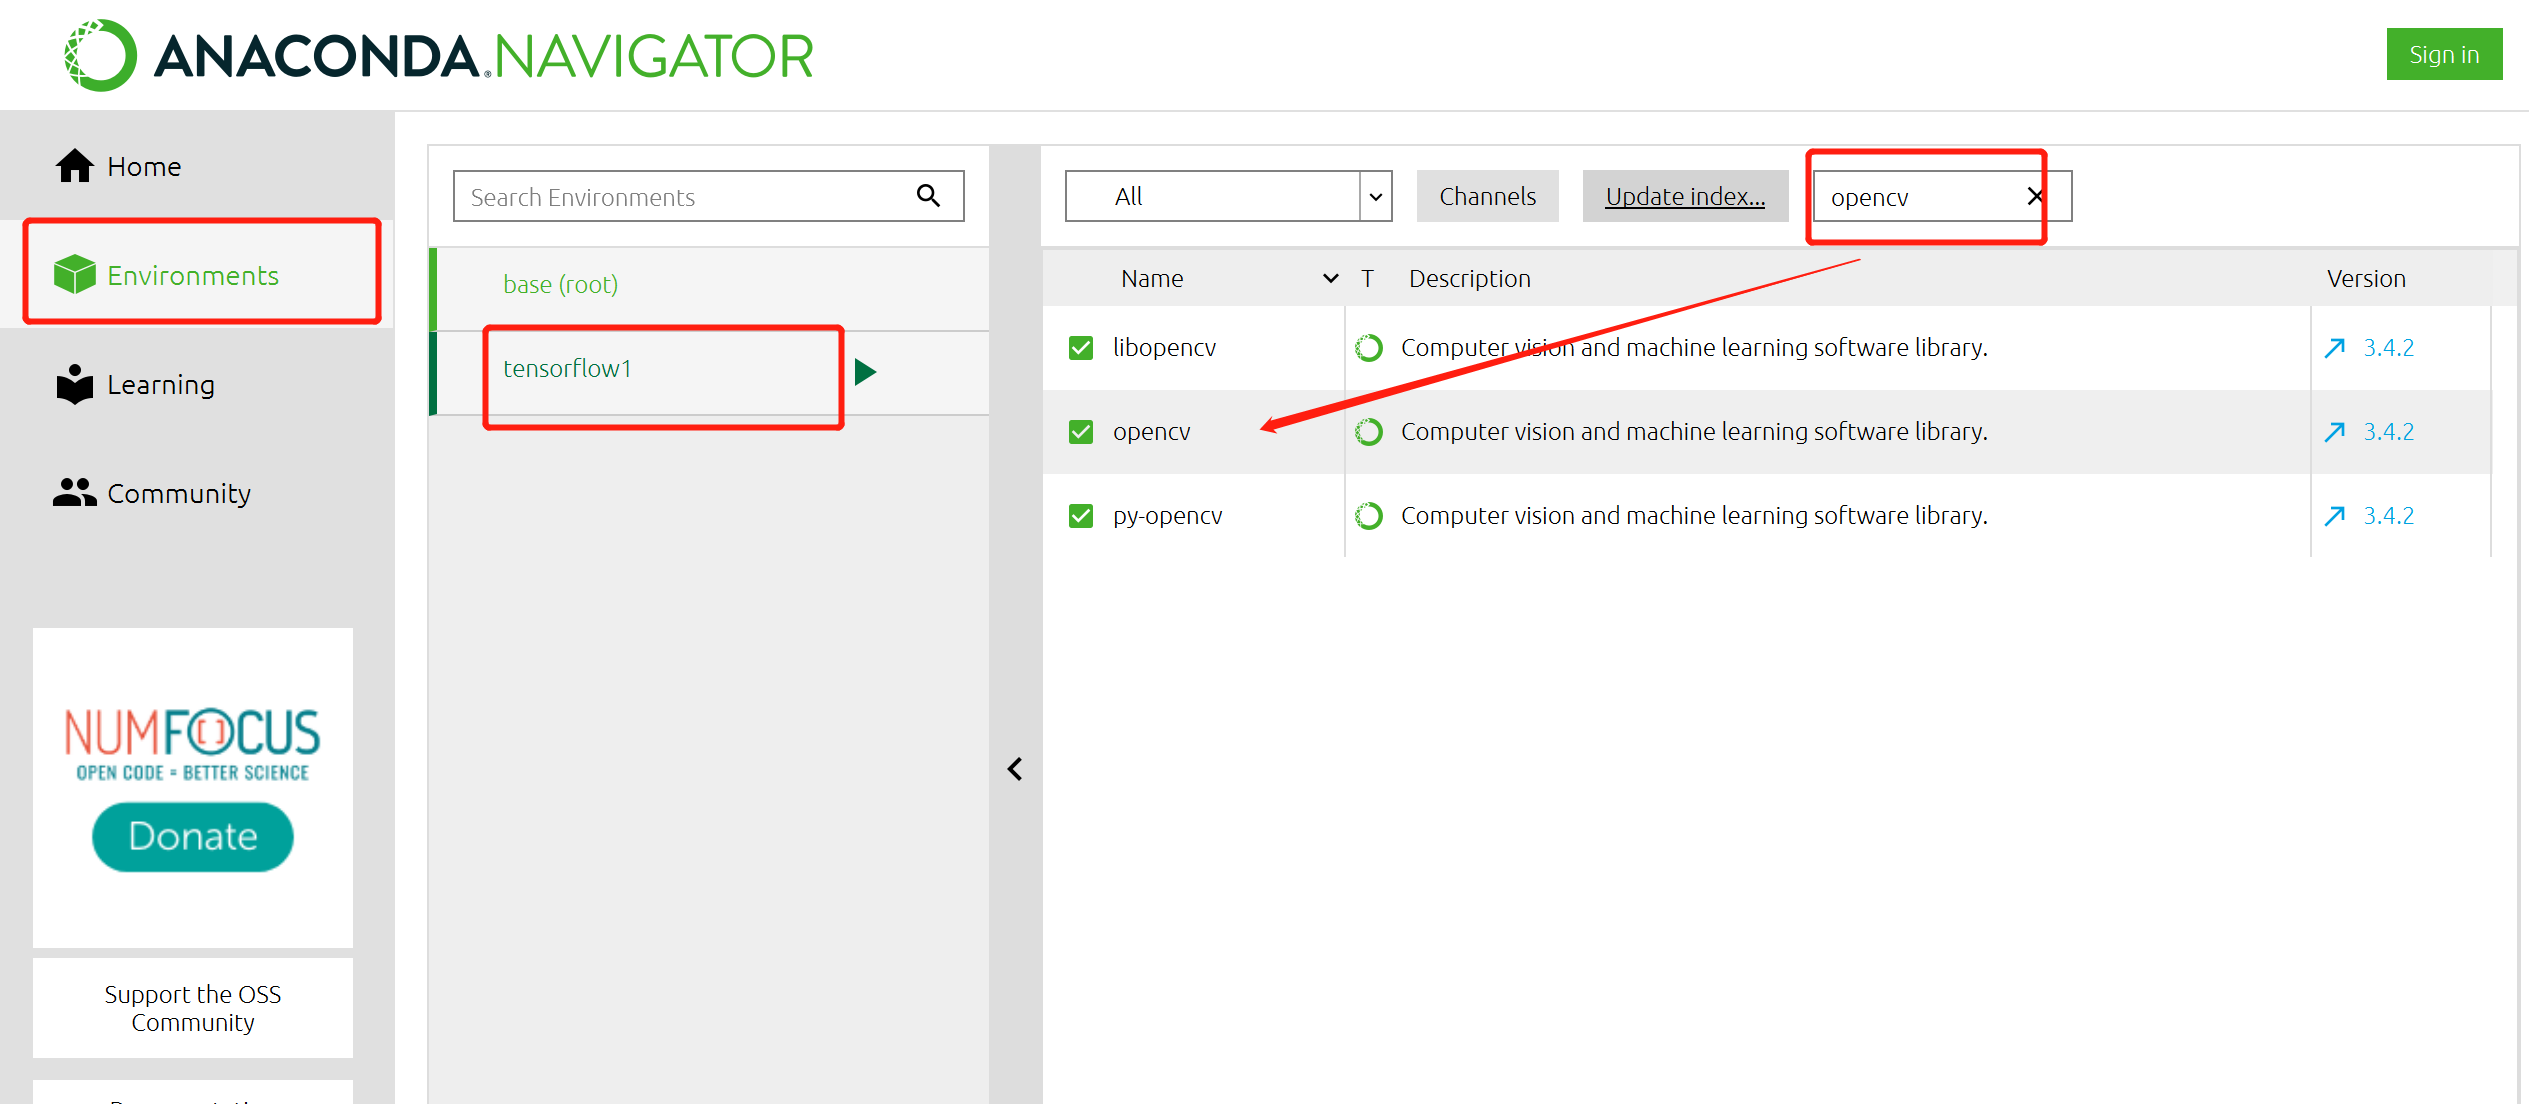 ANACONDA.NAVIGATOR
Sign in
Home
Environments
Learning
Community
NUMFOCUS
OPEN CODE = BETTER SCIENCE
Donate
Support the OSS
Community
Search Environments
base (root)
tensorflow1
All
Channels
Update index...
opencv
Name T Description Version
libopencv Computer vision and machine learning software library. 3.4.2
opencv Computer vision and machine learning software library. 3.4.2
py-opencv Computer vision and machine learning software library. 3.4.2